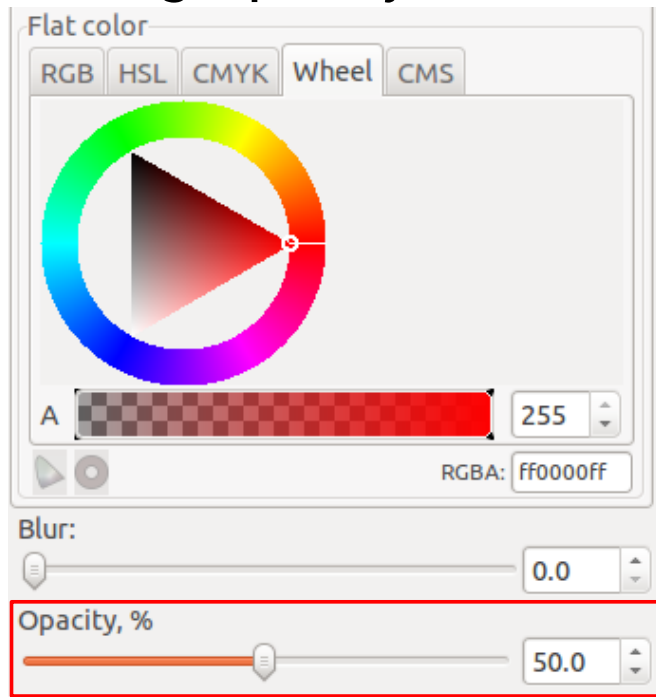 Flat color
RGB HSL CMYK Wheel CMS
A 255
RGBA: ff0000ff
Blur:
0.0
Opacity, %
50.0